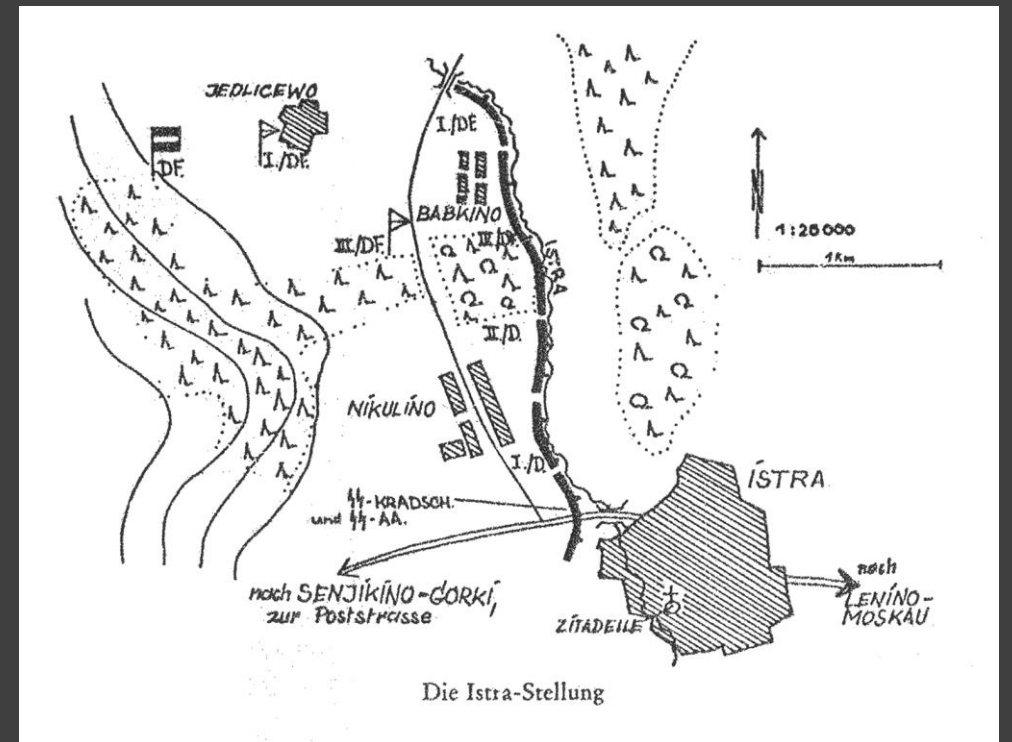 JEDLICEWO
DF.
I./DF.
I./DF
BABKINO
III/DF.
III/DF.
ISTRA
II./D.
NIKULINO
I./D.
1:25000
1 Km
ISTRA
SS-KRADSCH.
und SS-AA.
nach SENJIKINO-GORKI,
zur Poststrasse
ZITADELLE
nach
LENINO-
MOSKAU
Die Istra-Stellung